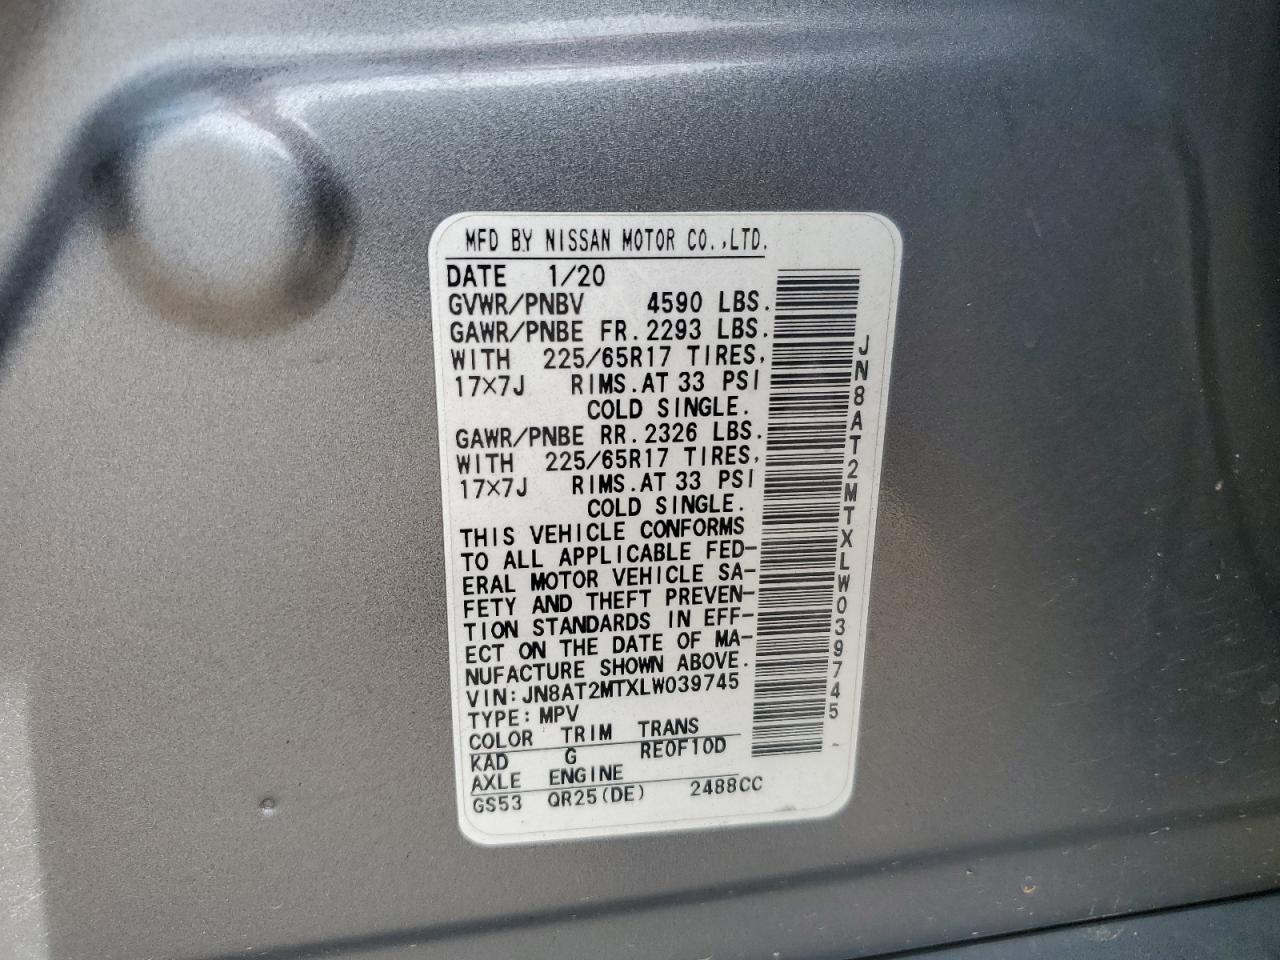 MFD BY NISSAN MOTOR CO.,LTD.
DATE 1/20
GVWR/PNBV 4590 LBS.
GAWR/PNBE FR.2293 LBS.
WITH 225/65R17 TIRES,
17×7J RIMS.AT 33 PSI
COLD SINGLE.
GAWR/PNBE RR.2326 LBS.
WITH 225/65R17 TIRES,
17×7J RIMS.AT 33 PSI
COLD SINGLE.
THIS VEHICLE CONFORMS
TO ALL APPLICABLE FED-
ERAL MOTOR VEHICLE SA-
FETY AND THEFT PREVEN-
TION STANDARDS IN EFF-
ECT ON THE DATE OF MA-
NUFACTURE SHOWN ABOVE.
VIN:JN8AT2MTXLW039745
TYPE:MPV
COLOR TRIM TRANS
KAD G RE0F10D
AXLE ENGINE
GS53 QR25(DE) 2488CC
JN8AT2MTXLW039745